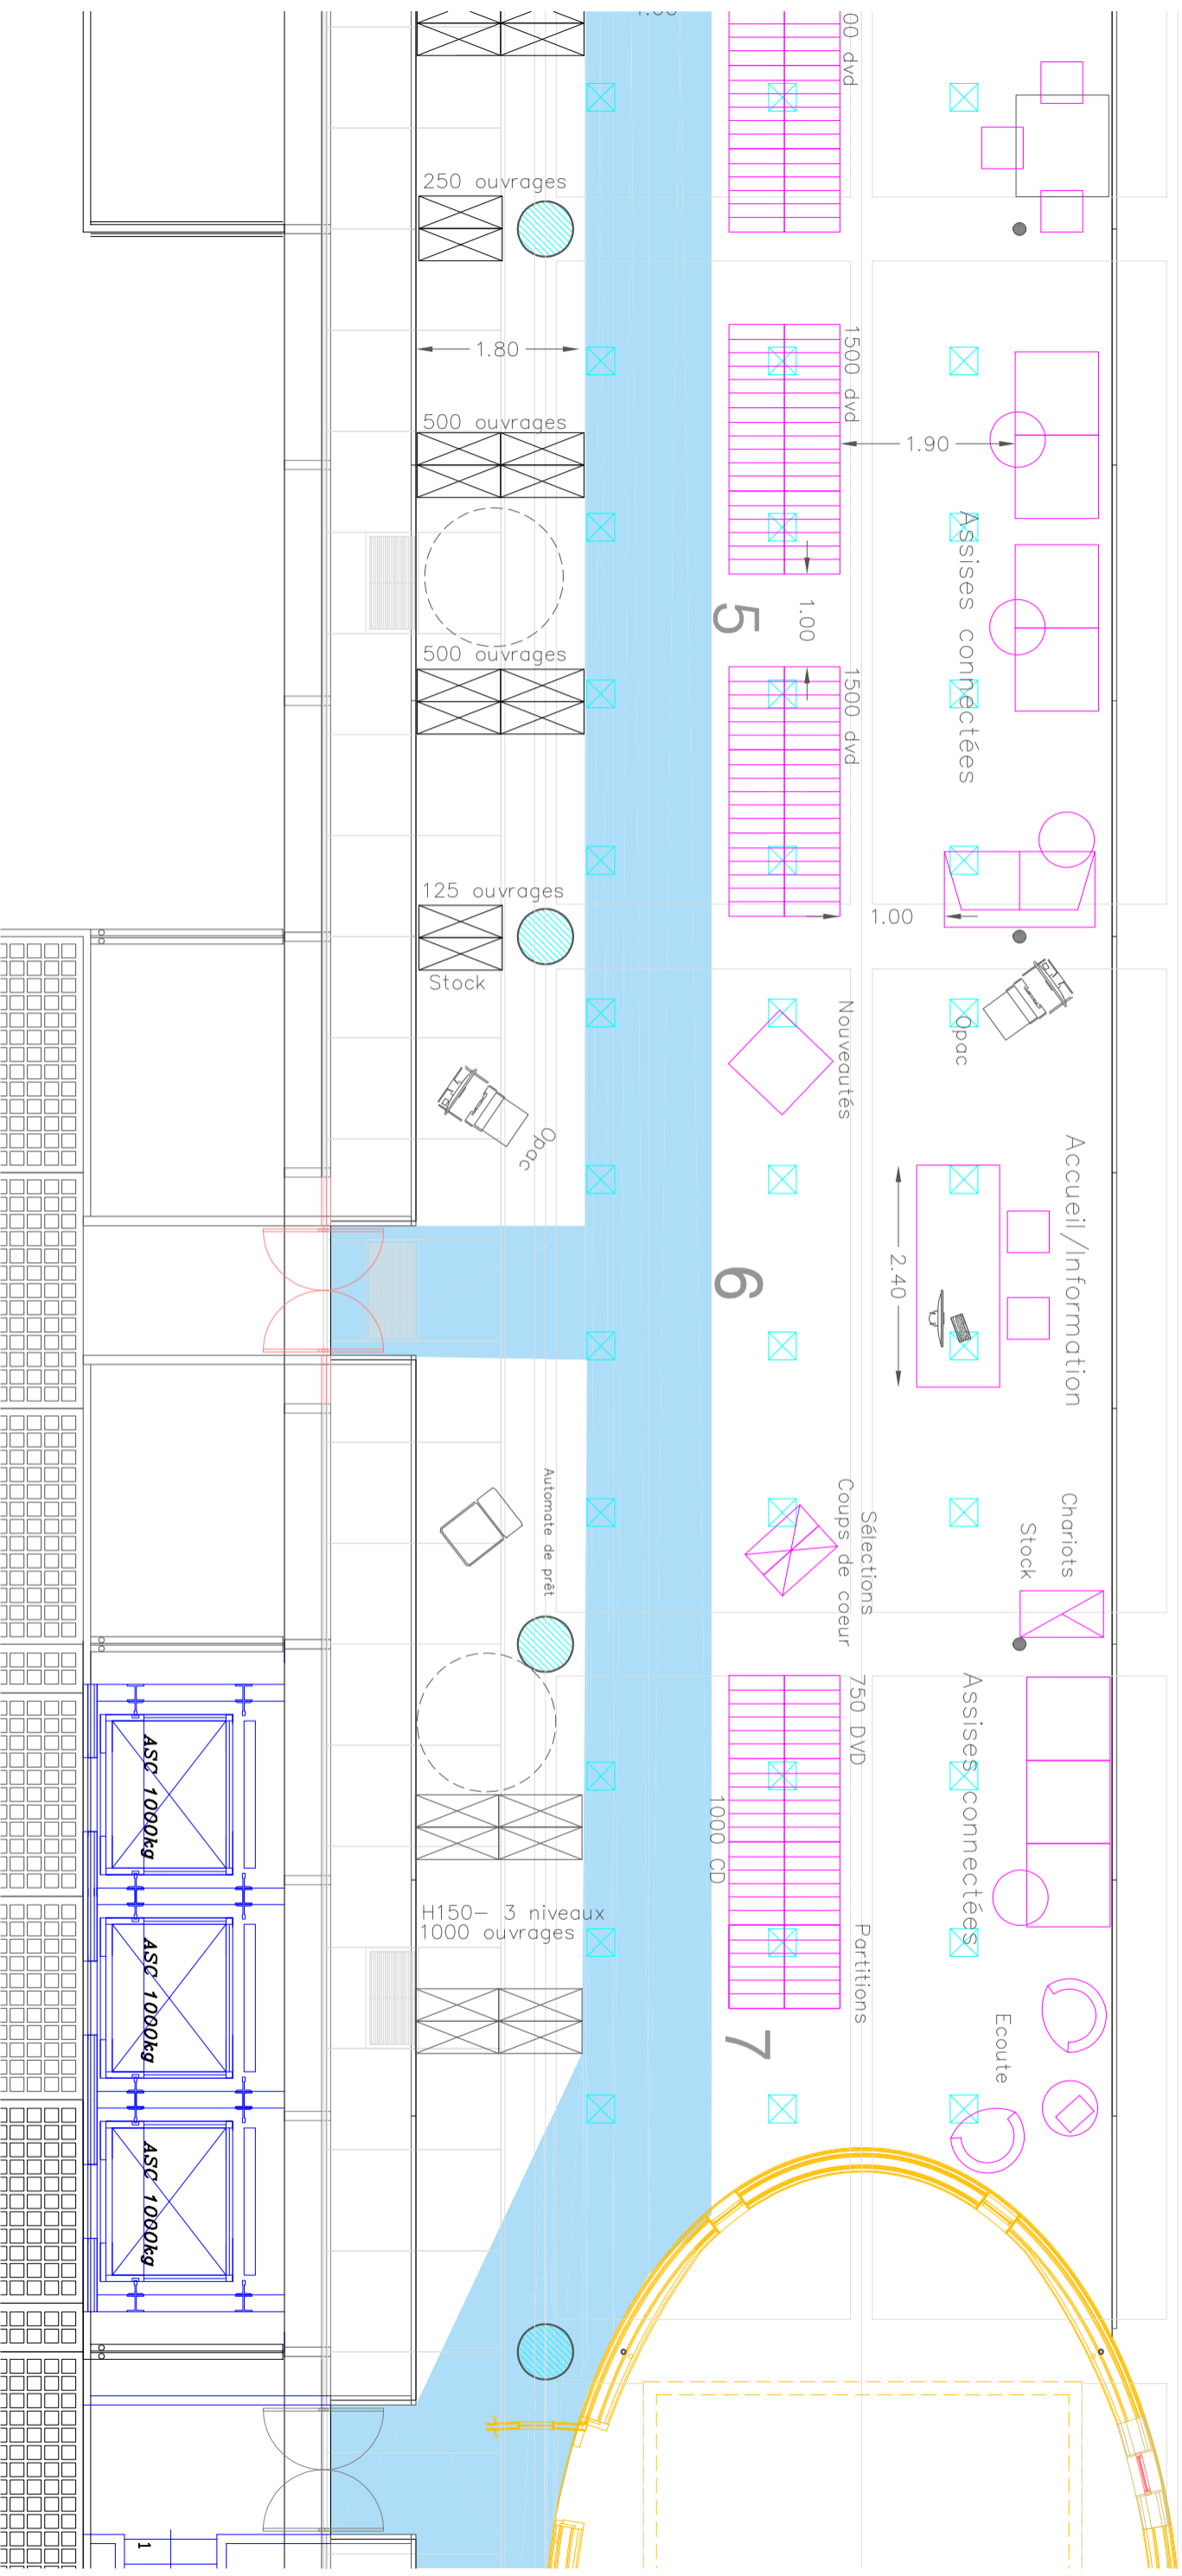 00 dvd
250 ouvrages
1.80
1500 dvd
500 ouvrages
1.90
Assises connectées
5
1.00
500 ouvrages
1500 dvd
125 ouvrages
Stock
1.00
Opac
Nouveautés
Opac
Accueil/Information
6
2.40
Automate de prêt
Sélections
Coups de coeur
Chariots
Stock
750 DVD
1000 CD
Assises connectées
ASC 1000kg
H150- 3 niveaux
1000 ouvrages
Partitions
ASC 1000kg
7
Ecoute
ASC 1000kg
1